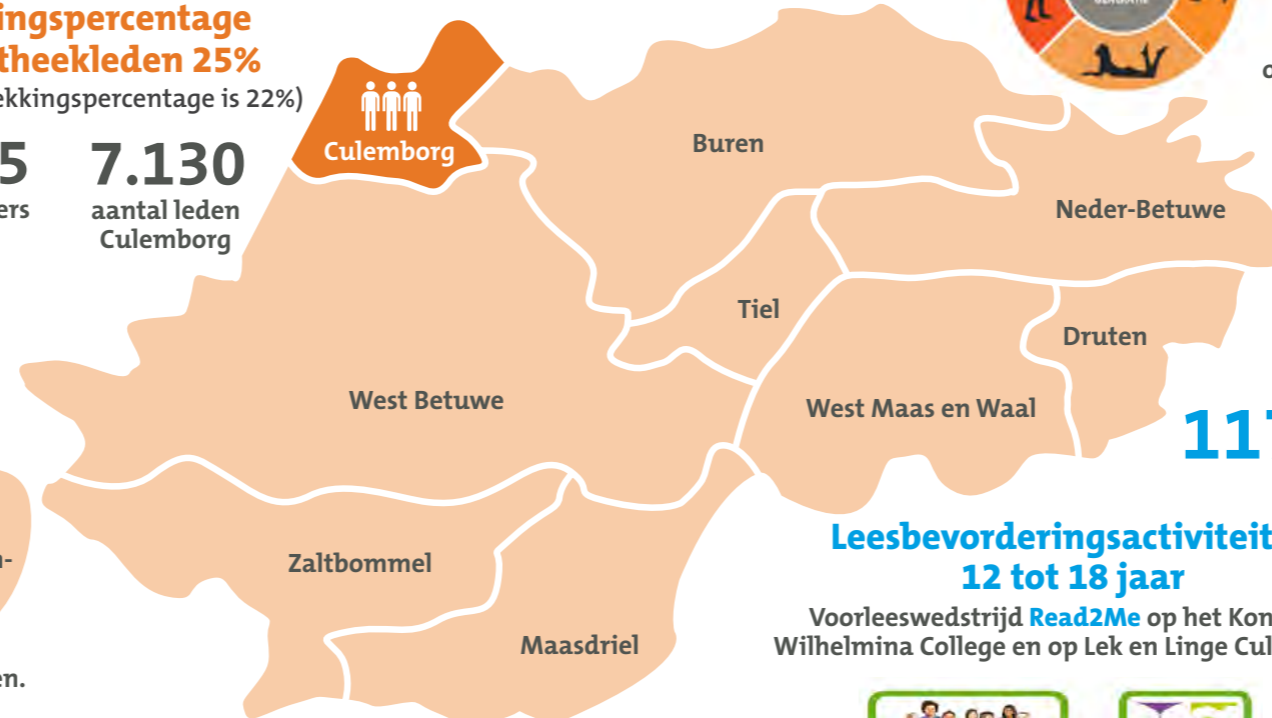 ingspercentage
theekleden 25%
ekkingspercentage is 22%)
5
ers
7.130
aantal leden
Culemborg
Culemborg
Buren
Neder-Betuwe
Tiel
Druten
West Betuwe
West Maas en Waal
Zaltbommel
Maasdriel
11
Leesbevorderingsactiviteit
12 tot 18 jaar
Voorleeswedstrijd Read2Me op het Kon
Wilhelmina College en op Lek en Linge Cul
en.